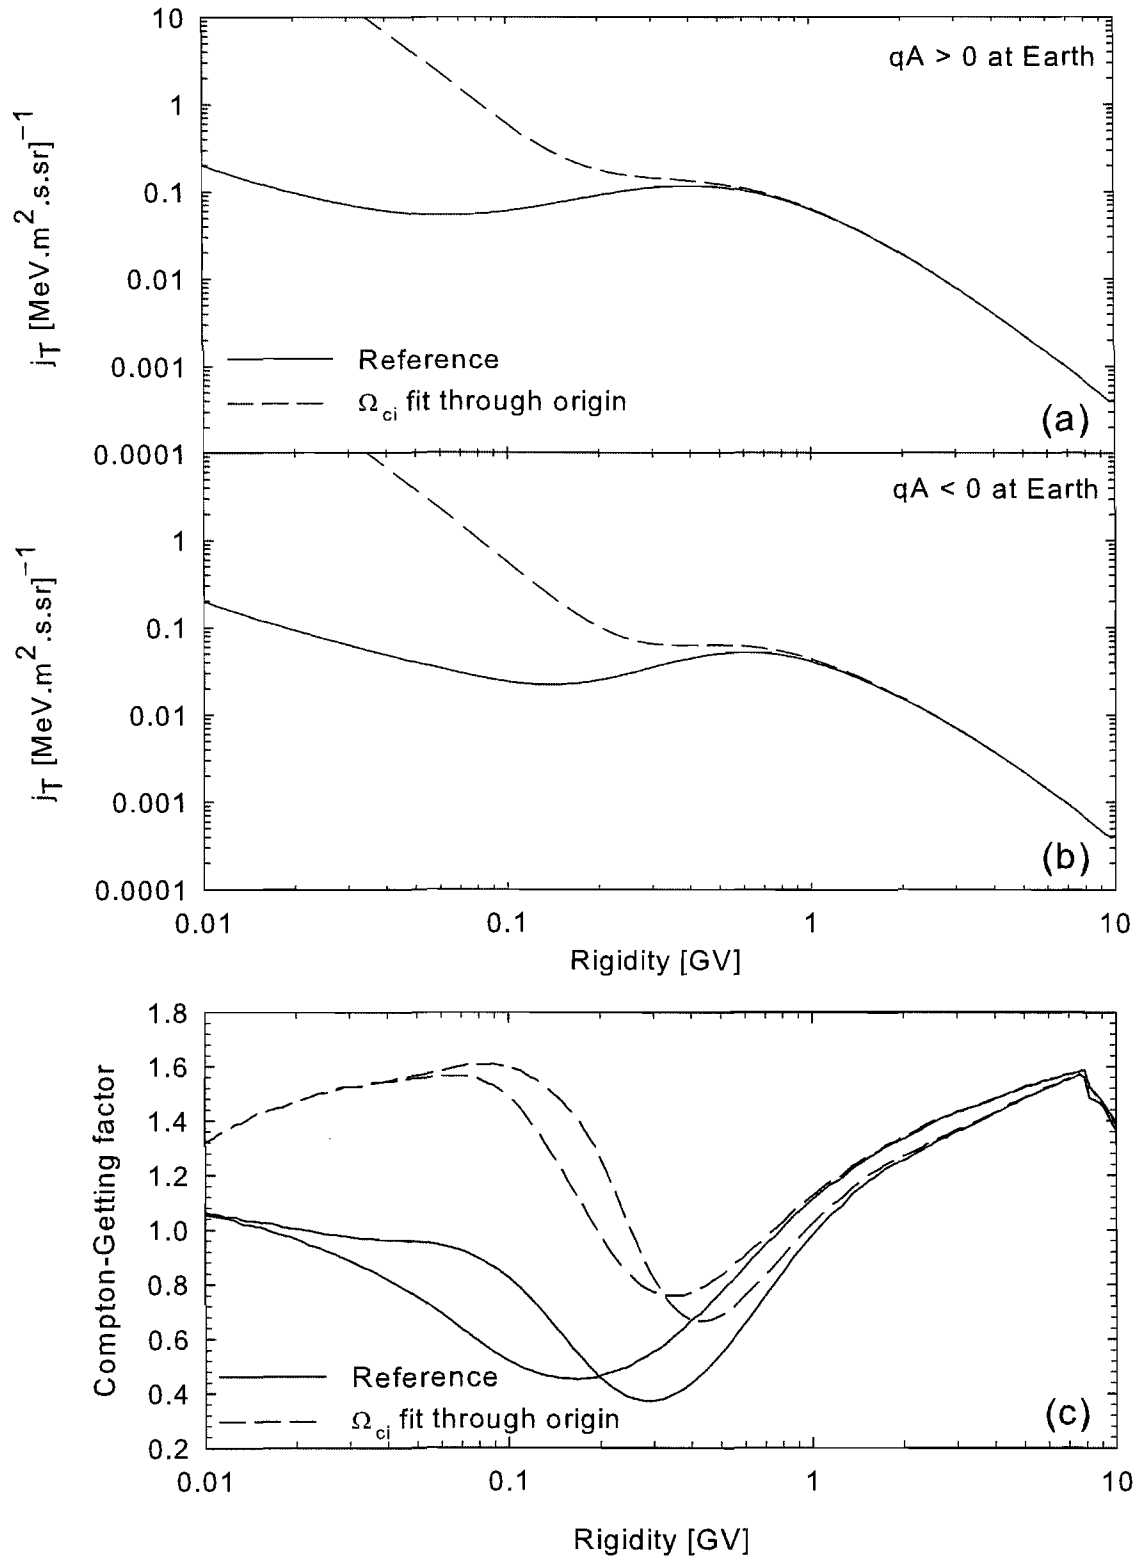 10
qA > 0 at Earth
1
0.1
0.01
0.001
0.0001
j_T [MeV.m^2.s.sr]^−1
Reference
Ω_ci fit through origin
(a)
qA < 0 at Earth
1
0.1
0.01
0.001
0.0001
j_T [MeV.m^2.s.sr]^−1
(b)
0.01 0.1 1 10
Rigidity [GV]
1.8
1.6
1.4
1.2
1.0
0.8
0.6
0.4
0.2
Compton-Getting factor
Reference
Ω_ci fit through origin
(c)
0.01 0.1 1 10
Rigidity [GV]